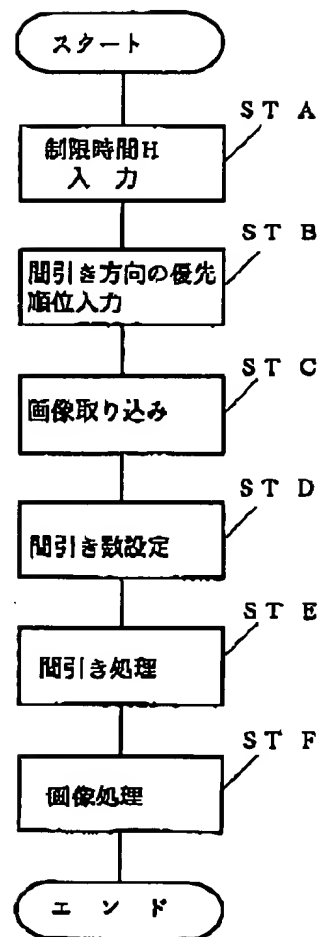 スタート
ST A
制限時間H
入力
ST B
間引き方向の優先
順位入力
ST C
画像取り込み
ST D
間引き数設定
ST E
間引き処理
ST F
画像処理
エンド